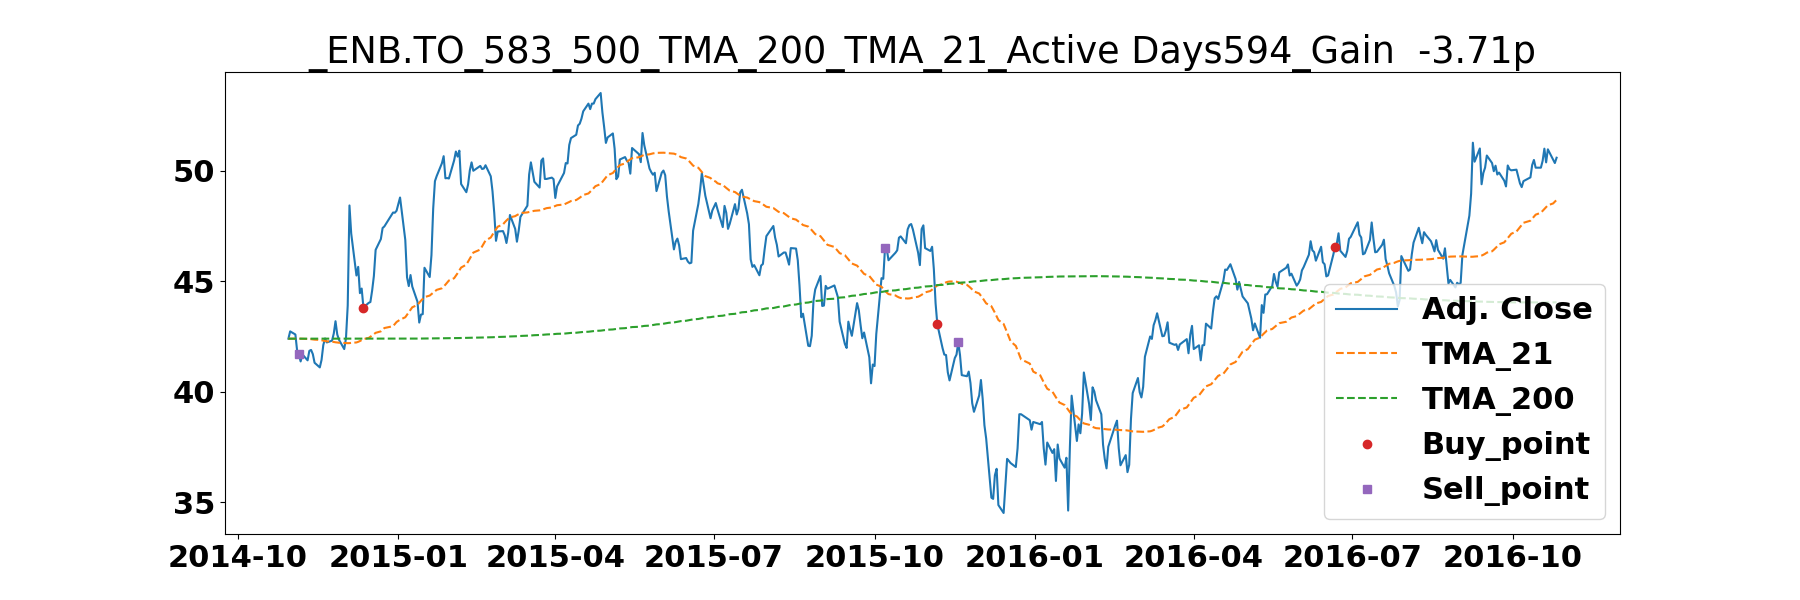 _ENB.TO_583_500_TMA_200_TMA_21_Active Days594_Gain  -3.71p
50
45
40
35
Adj. Close
TMA_21
TMA_200
Buy_point
Sell_point
2014-10 2015-01 2015-04 2015-07 2015-10 2016-01 2016-04 2016-07 2016-10